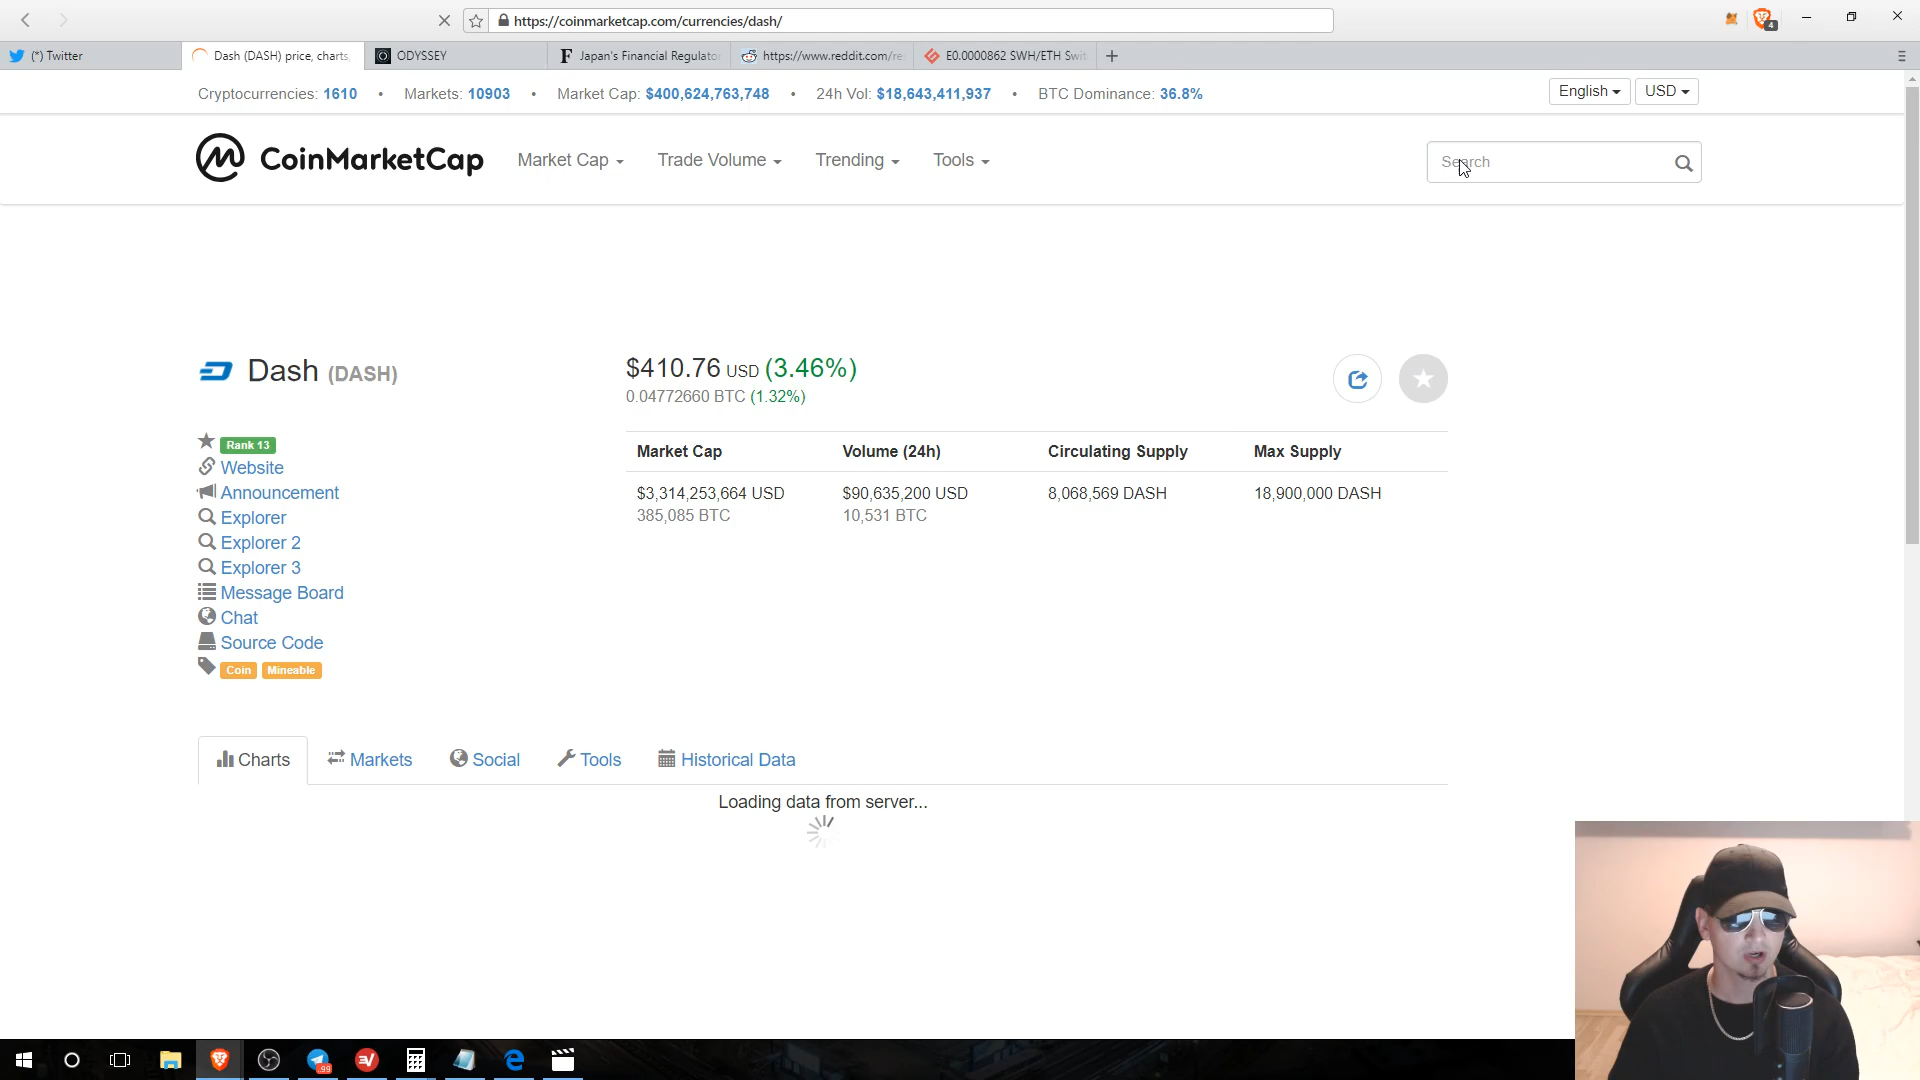 https://coinmarketcap.com/currencies/dash/
4
(*) Twitter
Dash (DASH) price, charts,
ODYSSEY
Japan's Financial Regulator
https://www.reddit.com/re
E0.0000862 SWH/ETH Swit
Cryptocurrencies: 1610 • Markets: 10903 • Market Cap: $400,624,763,748 • 24h Vol: $18,643,411,937 • BTC Dominance: 36.8%
English
USD
CoinMarketCap
Market Cap
Trade Volume
Trending
Tools
Search
Dash (DASH)
$410.76 USD (3.46%)
0.04772660 BTC (1.32%)
Rank 13
Website
Announcement
Explorer
Explorer 2
Explorer 3
Message Board
Chat
Source Code
Coin Mineable
Market Cap Volume (24h) Circulating Supply Max Supply
$3,314,253,664 USD $90,635,200 USD 8,068,569 DASH 18,900,000 DASH
385,085 BTC 10,531 BTC
Charts Markets Social Tools Historical Data
Loading data from server...
99